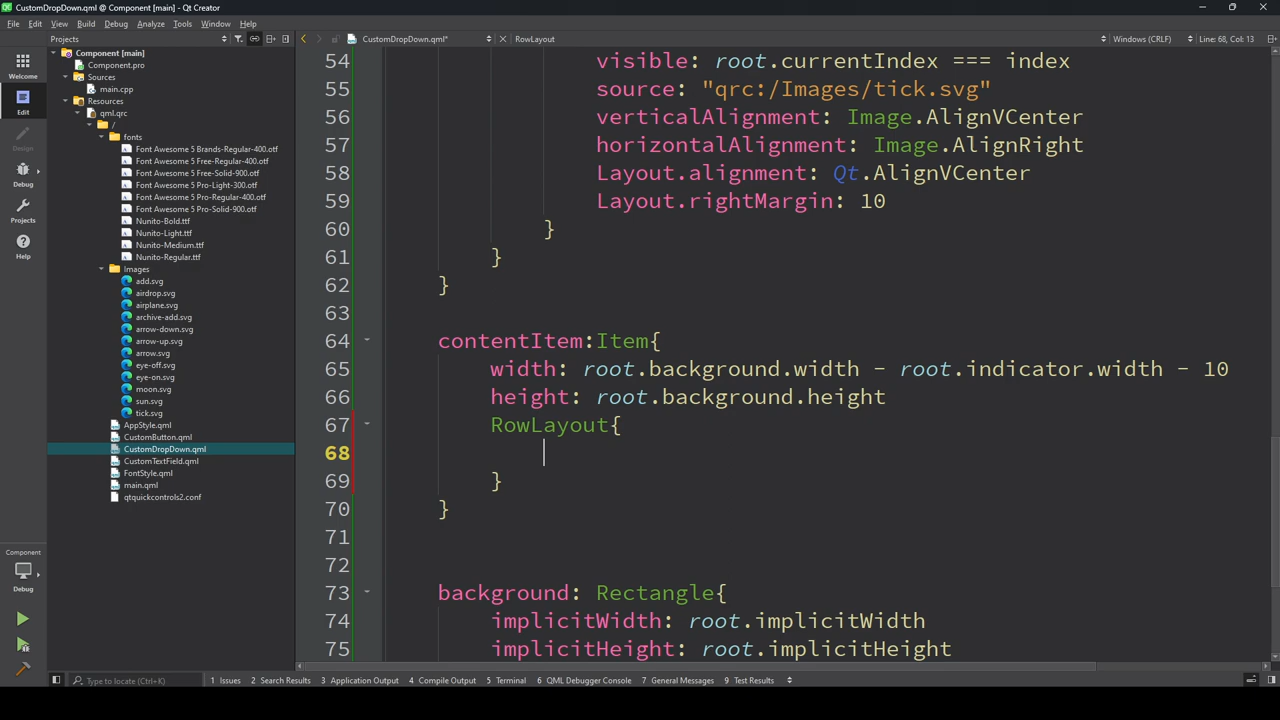 CustomDropDown.qml @ Component [main] - Qt Creator
File Edit View Build Debug Analyze Tools Window Help
Projects
CustomDropDown.qml*
RowLayout
Windows (CRLF)
Line: 68, Col: 13
Welcome
Edit
Design
Debug
Projects
Help
Component
Debug
Component [main]
Component.pro
Sources
main.cpp
Resources
qml.qrc
/
fonts
Font Awesome 5 Brands-Regular-400.otf
Font Awesome 5 Free-Regular-400.otf
Font Awesome 5 Free-Solid-900.otf
Font Awesome 5 Pro-Light-300.otf
Font Awesome 5 Pro-Regular-400.otf
Font Awesome 5 Pro-Solid-900.otf
Nunito-Bold.ttf
Nunito-Light.ttf
Nunito-Medium.ttf
Nunito-Regular.ttf
Images
add.svg
airdrop.svg
airplane.svg
archive-add.svg
arrow-down.svg
arrow-up.svg
arrow.svg
eye-off.svg
eye-on.svg
moon.svg
sun.svg
tick.svg
AppStyle.qml
CustomButton.qml
CustomDropDown.qml
CustomTextField.qml
FontStyle.qml
main.qml
qtquickcontrols2.conf
54 visible: root.currentIndex === index
55 source: "qrc:/Images/tick.svg"
56 verticalAlignment: Image.AlignVCenter
57 horizontalAlignment: Image.AlignRight
58 Layout.alignment: Qt.AlignVCenter
59 Layout.rightMargin: 10
60 }
61 }
62 }
63
64 contentItem:Item{
65 width: root.background.width - root.indicator.width - 10
66 height: root.background.height
67 RowLayout{
68
69 }
70 }
71
72
73 background: Rectangle{
74 implicitWidth: root.implicitWidth
75 implicitHeight: root.implicitHeight
Type to locate (Ctrl+K)
1 Issues
2 Search Results
3 Application Output
4 Compile Output
5 Terminal
6 QML Debugger Console
7 General Messages
9 Test Results